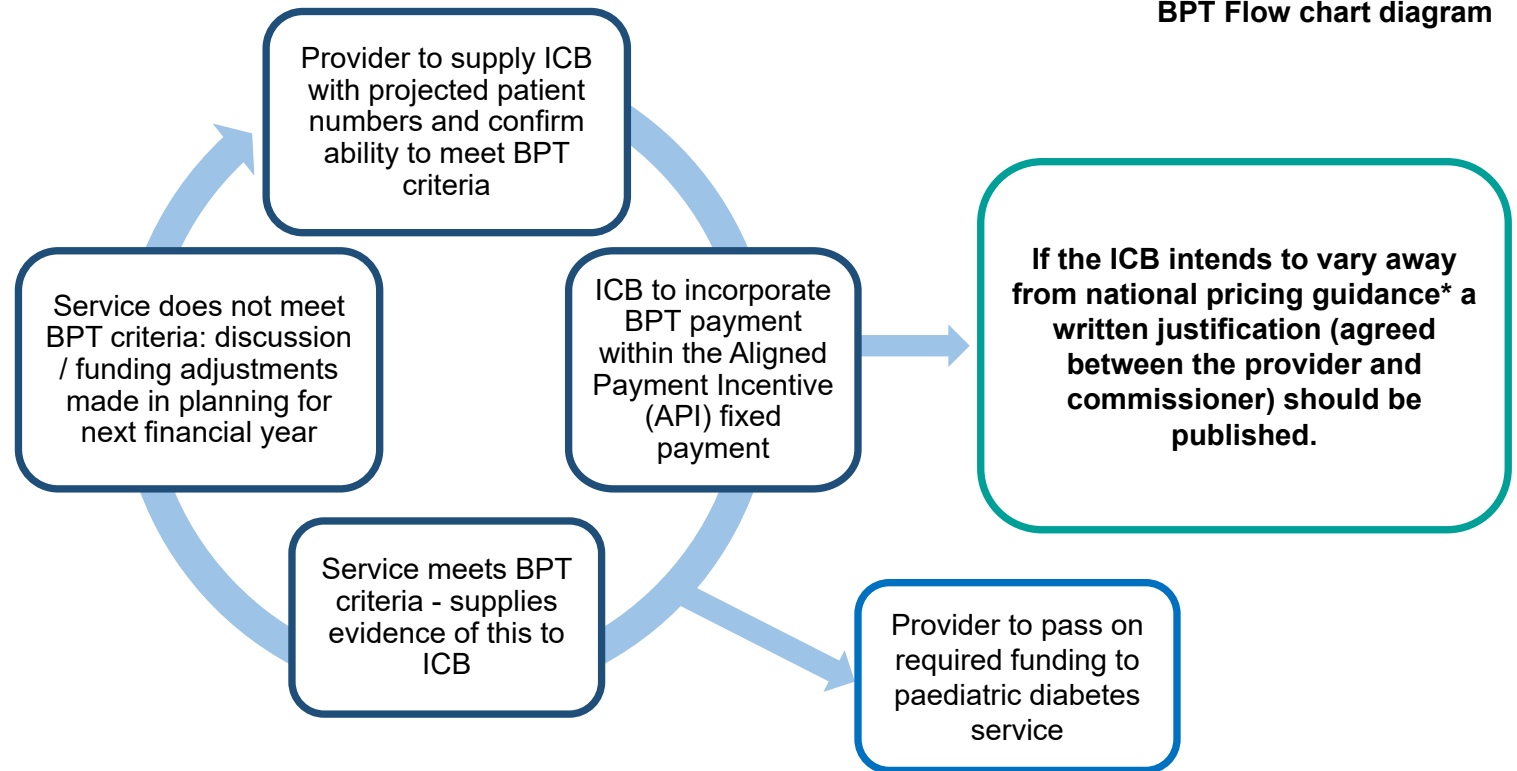 BPT Flow chart diagram
Provider to supply ICB
with projected patient
numbers and confirm
ability to meet BPT
criteria
ICB to incorporate
BPT payment
within the Aligned
Payment Incentive
(API) fixed
payment
If the ICB intends to vary away
from national pricing guidance* a
written justification (agreed
between the provider and
commissioner) should be
published.
Service meets BPT
criteria - supplies
evidence of this to
ICB
Provider to pass on
required funding to
paediatric diabetes
service
Service does not meet
BPT criteria: discussion
/ funding adjustments
made in planning for
next financial year